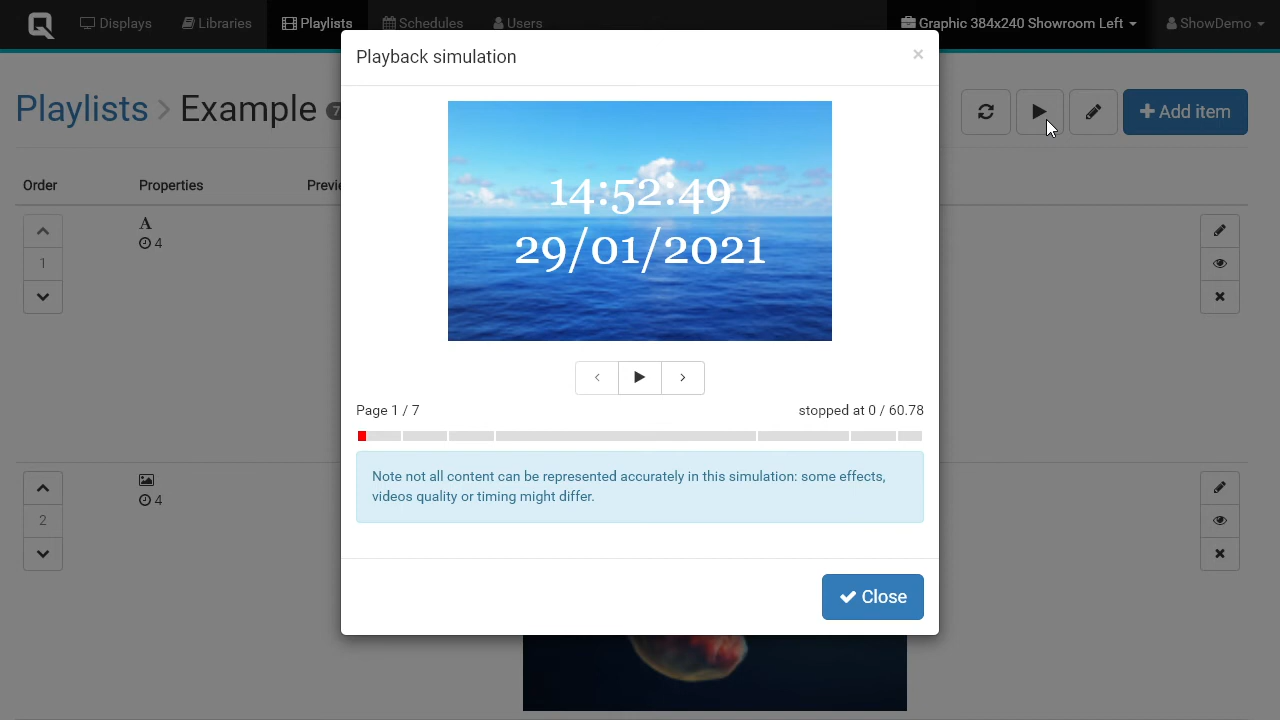 Displays Libraries Playlists Schedules Users Graphic 384x240 Showroom Left ShowDemo
Playback simulation ×
Playlists > Example 7
Add item
14:52:49
29/01/2021
Order Properties
A
4
1
Page 1 / 7 stopped at 0 / 60.78
Note not all content can be represented accurately in this simulation: some effects,
videos quality or timing might differ.
4
2
Close